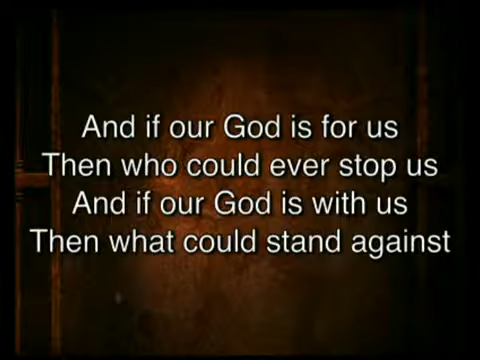 And if our God is for us
Then who could ever stop us
And if our God is with us
Then what could stand against